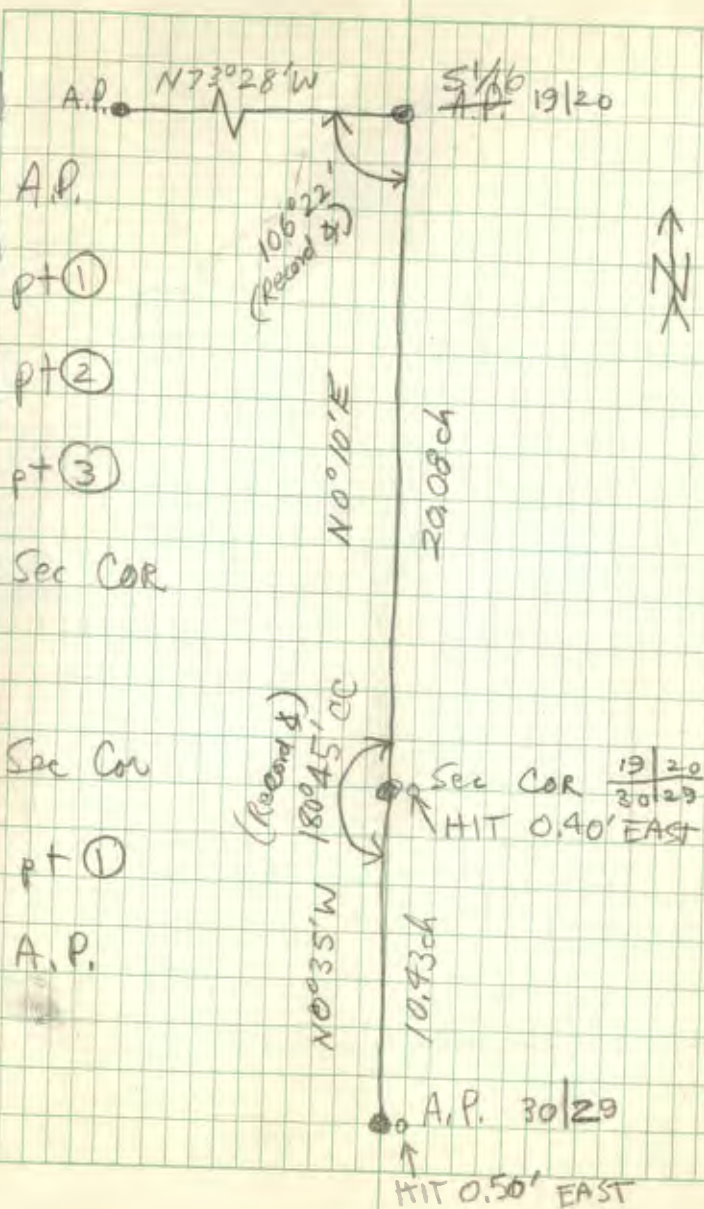 N73°28'W
S 1/16
A.P.
A.P. 19|20
A.P.
106°22'
(Record ∡)
N
pt ①
pt ②
N0°10'E
20.08ch
pt ③
Sec COR
(Record ∡)
180°45' CC
Sec Cor
Sec COR 19|20
30|29
HIT 0.40' EAST
pt ①
A.P.
N0°35'W
10.43ch
A.P. 30|29
HIT 0.50' EAST